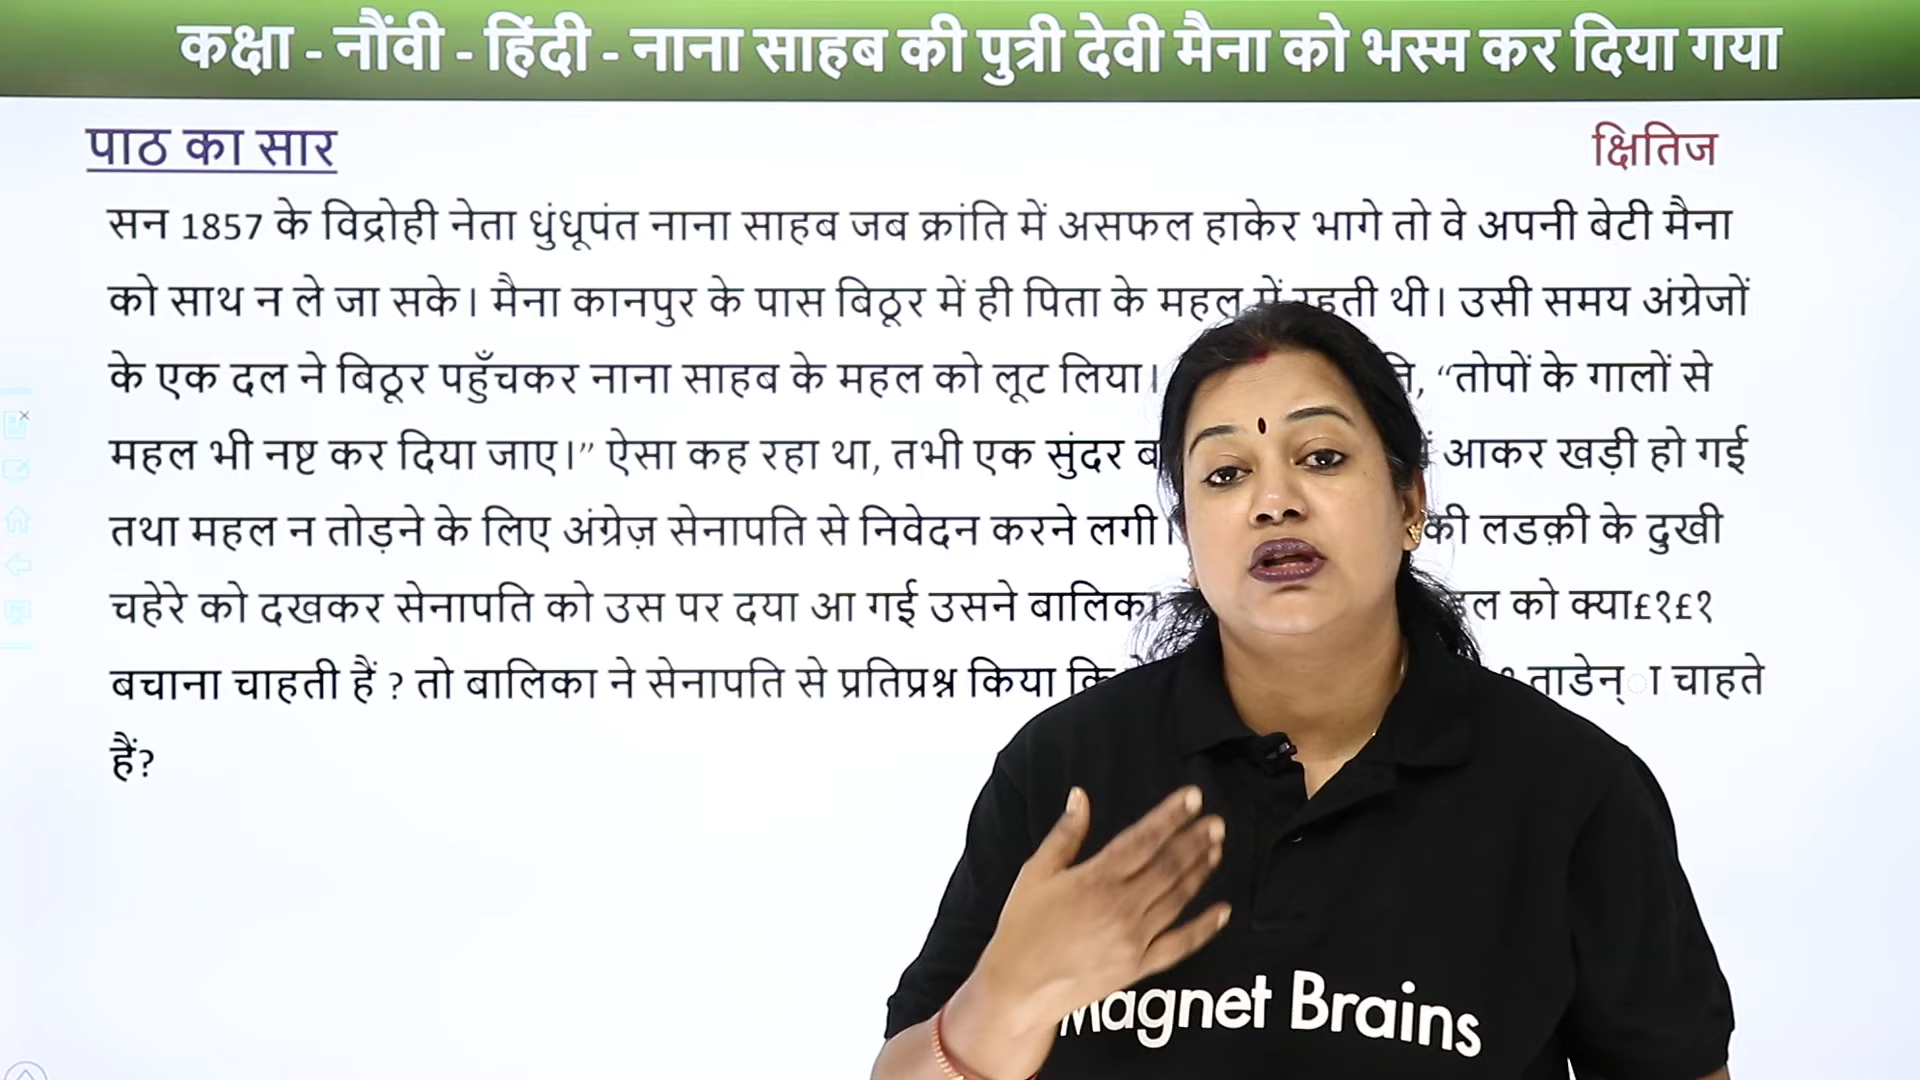 कक्षा - नौंवी - हिंदी - नाना साहब की पुत्री देवी मैना को भस्म कर दिया गया
पाठ का सार
क्षितिज
सन 1857 के विद्रोही नेता धुंधूपंत नाना साहब जब क्रांति में असफल हाकेर भागे तो वे अपनी बेटी मैना
को साथ न ले जा सके। मैना कानपुर के पास बिठूर में ही पिता के महल में रहती थी। उसी समय अंग्रेजों
के एक दल ने बिठूर पहुँचकर नाना साहब के महल को लूट लिया। “तोपों के गालों से
महल भी नष्ट कर दिया जाए।” ऐसा कह रहा था, तभी एक सुंदर आकर खड़ी हो गई
तथा महल न तोड़ने के लिए अंग्रेज़ सेनापति से निवेदन करने लगी। की लडक़ी के दुखी
चहेरे को दखकर सेनापति को उस पर दया आ गई उसने को क्या£१£१
बचाना चाहती हैं ? तो बालिका ने सेनापति से प्रतिप्रश्न किया ताडेन्ा चाहते
हैं?
Magnet Brains